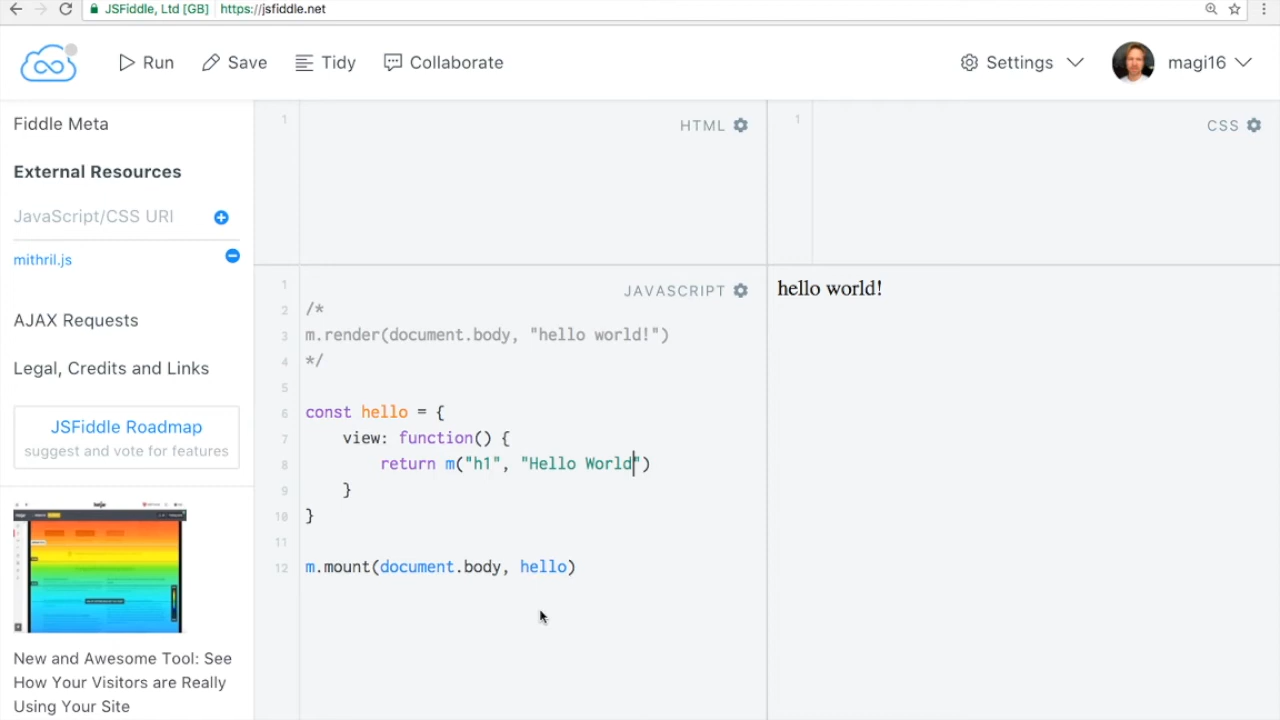 JSFiddle, Ltd [GB] https://jsfiddle.net
Run Save Tidy Collaborate Settings magi16
Fiddle Meta
External Resources
JavaScript/CSS URI
mithril.js
AJAX Requests
Legal, Credits and Links
JSFiddle Roadmap
suggest and vote for features
New and Awesome Tool: See
How Your Visitors are Really
Using Your Site
1
HTML
1
CSS
JAVASCRIPT
1
2 /*
3 m.render(document.body, "hello world!")
4 */
5
6 const hello = {
7 view: function() {
8 return m("h1", "Hello World")
9 }
10 }
11
12 m.mount(document.body, hello)
hello world!